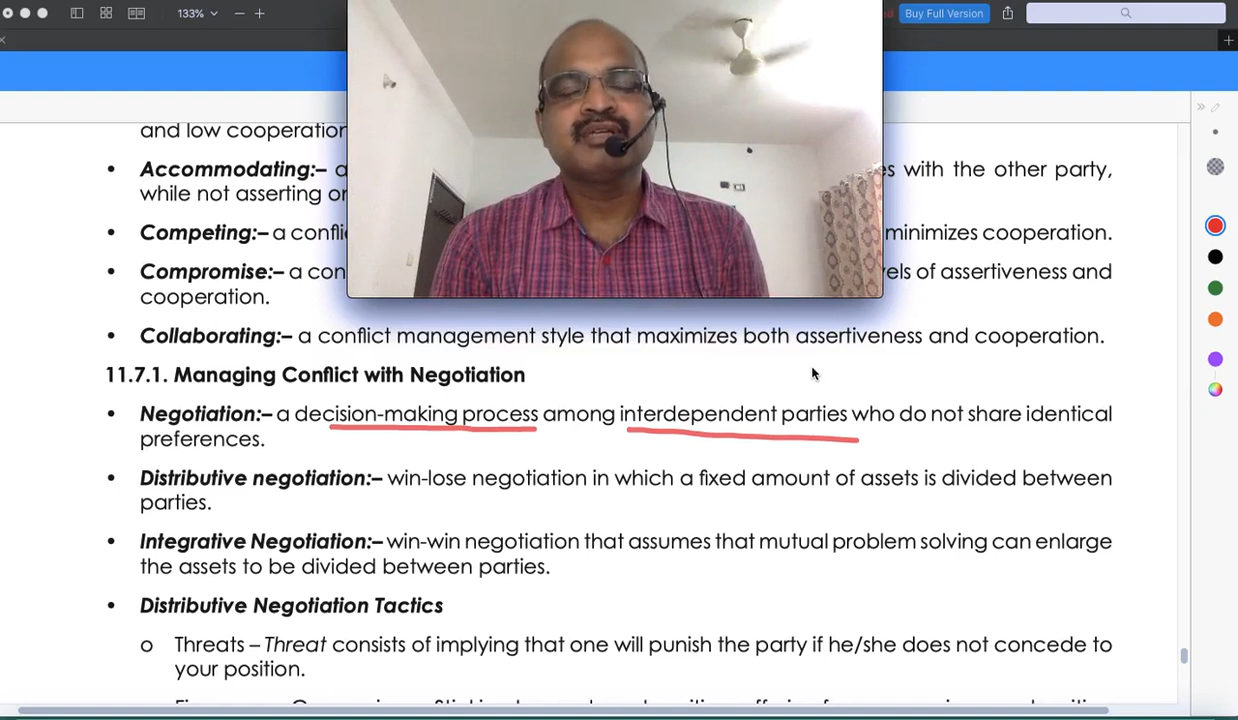 133%
Buy Full Version
and low cooperation
• Accommodating:– a with the other party,
while not asserting
• Competing:– a minimizes cooperation.
• Compromise:– a of assertiveness and
cooperation.
• Collaborating:– a conflict management style that maximizes both assertiveness and cooperation.
11.7.1. Managing Conflict with Negotiation
• Negotiation:– a decision-making process among interdependent parties who do not share identical
preferences.
• Distributive negotiation:– win-lose negotiation in which a fixed amount of assets is divided between
parties.
• Integrative Negotiation:– win-win negotiation that assumes that mutual problem solving can enlarge
the assets to be divided between parties.
• Distributive Negotiation Tactics
o Threats – Threat consists of implying that one will punish the party if he/she does not concede to
your position.